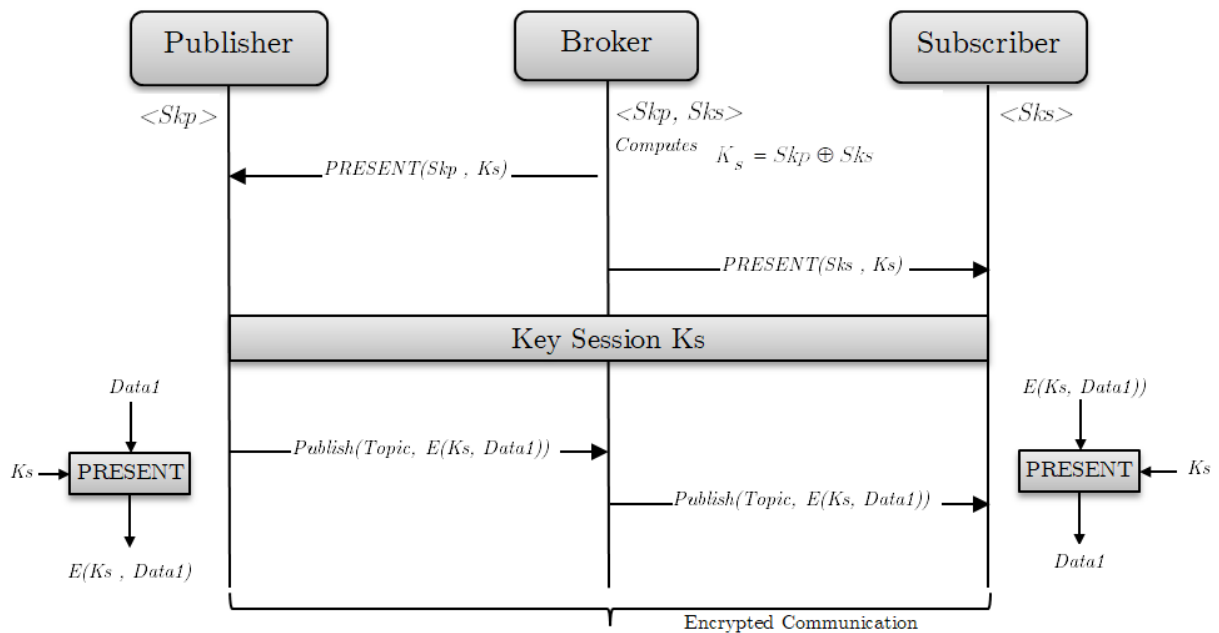 Publisher
Broker
Subscriber
<Skp>
<Skp, Sks>
<Sks>
Computes K_s = Skp ⊕ Sks
PRESENT(Skp , Ks)
PRESENT(Sks , Ks)
Key Session Ks
Data1
E(Ks, Data1))
Publish(Topic, E(Ks, Data1))
Ks
PRESENT
PRESENT
Ks
Publish(Topic, E(Ks, Data1))
E(Ks , Data1)
Data1
Encrypted Communication